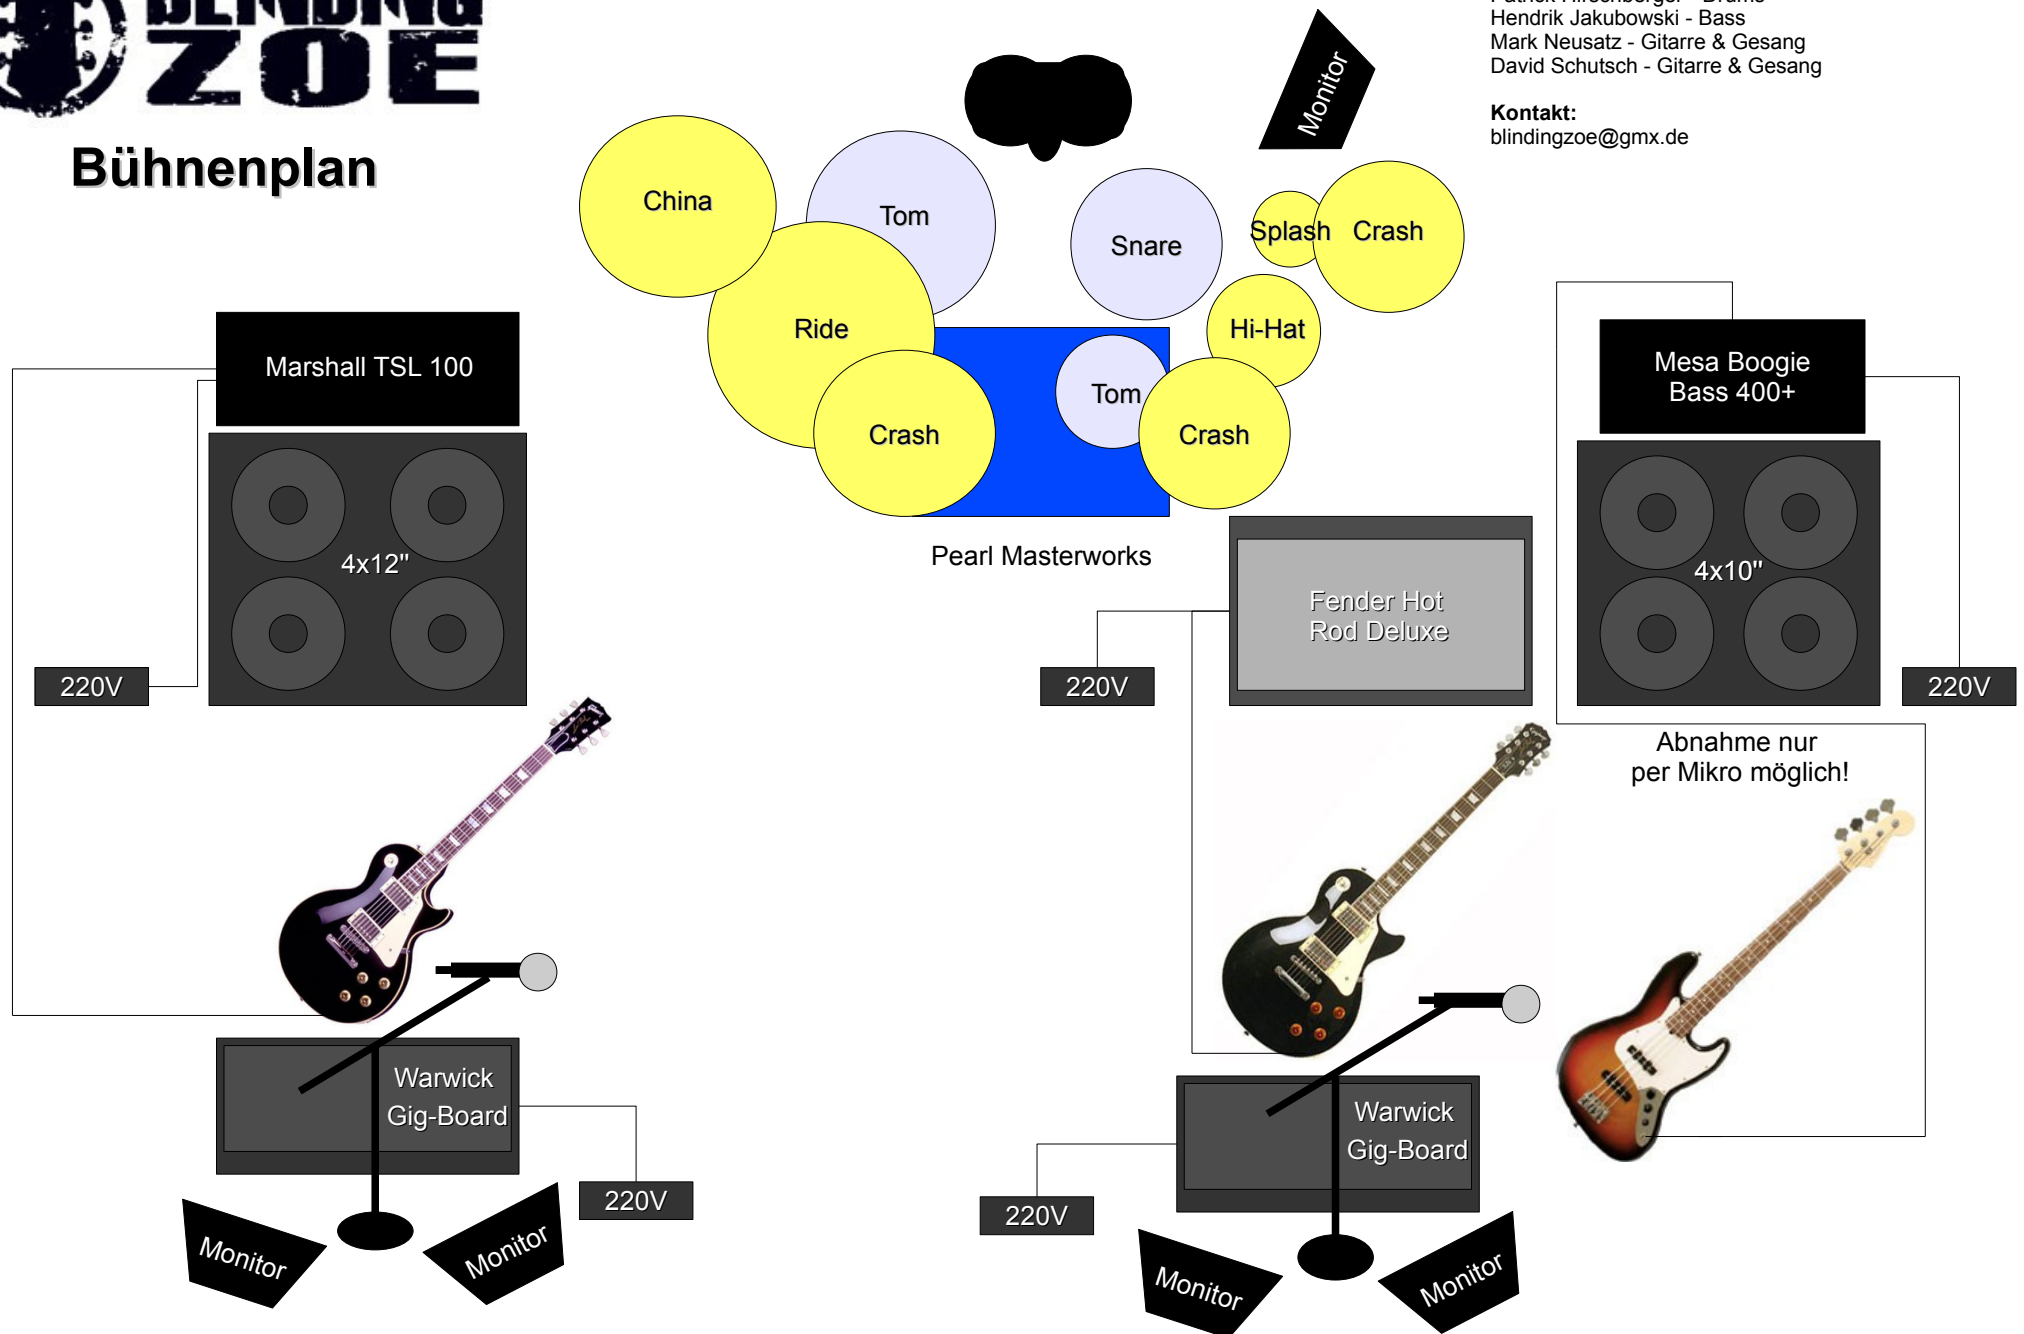 BLINDING
ZOE
Bühnenplan
Hendrik Jakubowski - Bass
Mark Neusatz - Gitarre & Gesang
David Schutsch - Gitarre & Gesang
Kontakt:
blindingzoe@gmx.de
Monitor
China
Tom
Snare
Splash
Crash
Ride
Hi-Hat
Tom
Crash
Crash
Pearl Masterworks
Marshall TSL 100
4x12"
220V
Mesa Boogie
Bass 400+
4x10"
220V
Fender Hot
Rod Deluxe
220V
Abnahme nur
per Mikro möglich!
Warwick
Gig-Board
220V
Monitor
Monitor
Warwick
Gig-Board
220V
Monitor
Monitor